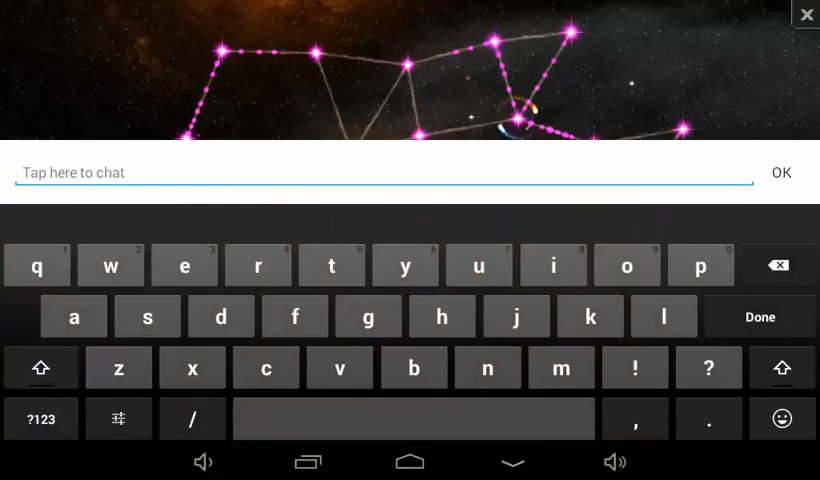 Tap here to chat
OK
1 2 3 4 5 6 7 8 9 0
q w e r t y u i o p
a s d f g h j k l Done
z x c v b n m ! ?
?123 / , .